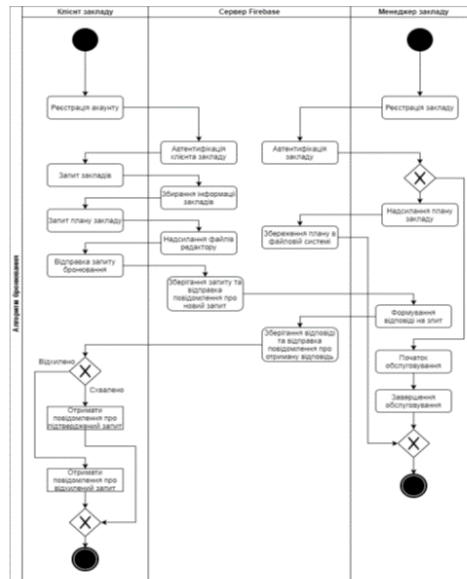 Клієнт закладу
Сервер Firebase
Менеджер закладу
Алгоритм бронювання
Реєстрація акаунту
Реєстрація закладу
Автентифікація
клієнта закладу
Автентифікація
закладу
Запит закладів
Збирання інформації
закладів
Запит плану закладу
Надсилання плану
закладу
Надсилання файлів
редактору
Збереження плану в
файловій системі
Відправка запиту
бронювання
Зберігання запиту та
відправка
повідомлення про
новий запит
Формування
відповіді на зпит
Зберігання відповіді
та відправка
повідомлення про
отриману відповідь
Відхилено
Схвалено
Початок
обслуговування
Завершення
обслуговування
Отримати
повідомлення про
підтверджений запит
Отримати
повідомлення про
відхилений запит